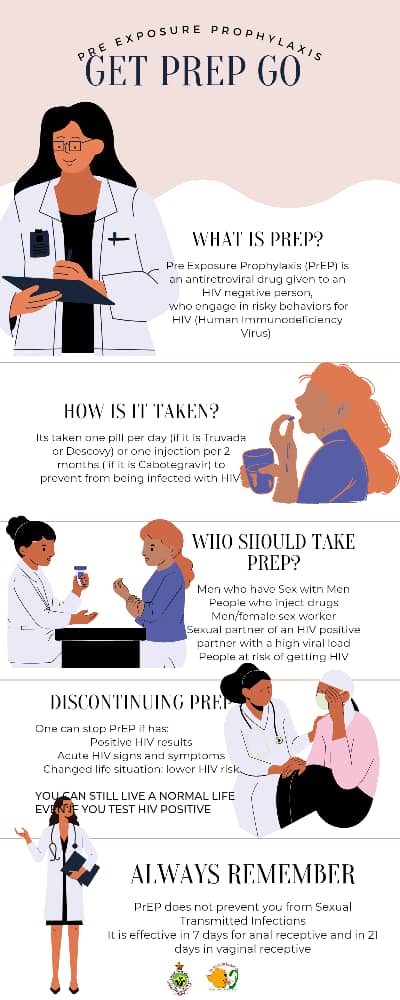 PRE EXPOSURE PROPHYLAXIS
GET PREP GO
WHAT IS PREP?
Pre Exposure Prophylaxis (PrEP) is
an antiretroviral drug given to an
HIV negative person,
who engage in risky behaviors for
HIV (Human Immunodeficiency
Virus)
HOW IS IT TAKEN?
Its taken one pill per day (if it is Truvada
or Descovy) or one injection per 2
months ( if it is Cabotegravir) to
prevent from being infected with HIV
WHO SHOULD TAKE
PREP?
Men who have Sex witn Men
People who inject drugs
Men/female sex worker
Sexual partner of an HIV positive
partner with a high viral load
People at risk of getting HIV
DISCONTINUING PREP
One can stop PrEP if has:
Positive HIV results
Acute HIV signs and symptoms
Changed life situation: lower HIV risk
YOU CAN STILL LIVE A NORMAL LIFE
EVEN IF YOU TEST HIV POSITIVE
ALWAYS REMEMBER
PrEP does not prevent you from Sexual
Transmitted Infections
It is effective in 7 days for anal receptive and in 21
days in vaginal receptive